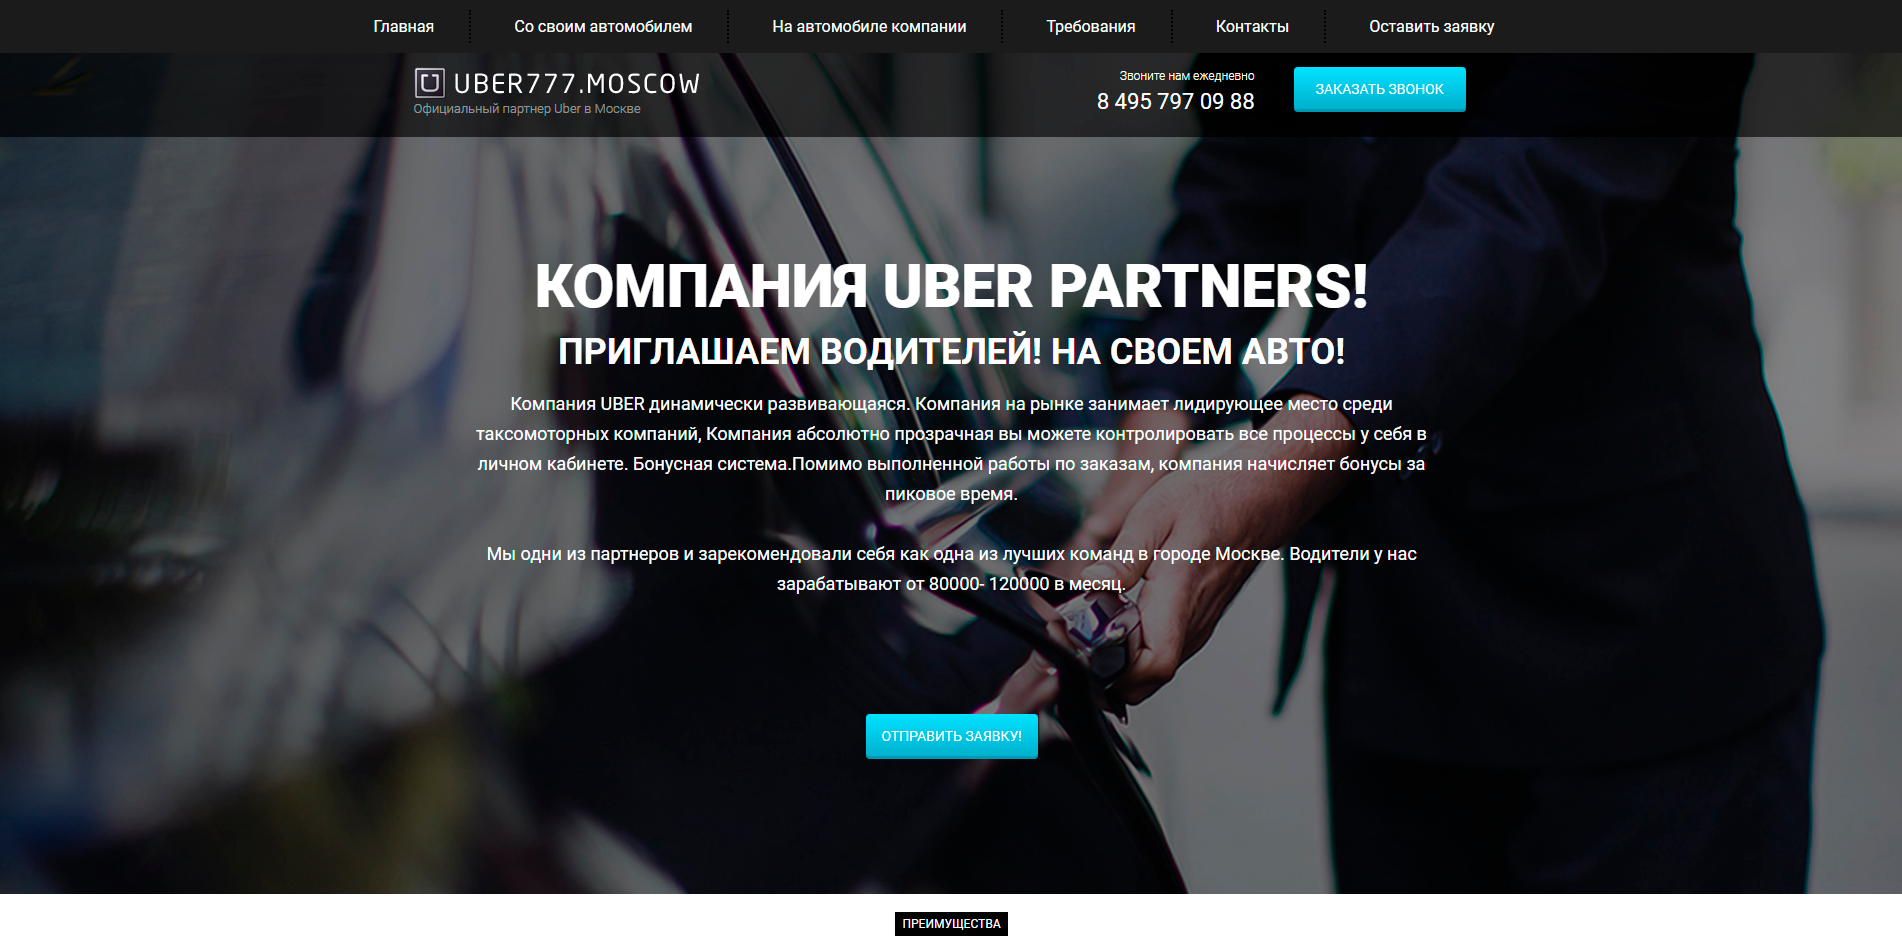 Главная Со своим автомобилем На автомобиле компании Требования Контакты Оставить заявку
UBER777.MOSCOW
Официальный партнер Uber в Москве
Звоните нам ежедневно
8 495 797 09 88
ЗАКАЗАТЬ ЗВОНОК
КОМПАНИЯ UBER PARTNERS!
ПРИГЛАШАЕМ ВОДИТЕЛЕЙ! НА СВОЕМ АВТО!
Компания UBER динамически развивающаяся. Компания на рынке занимает лидирующее место среди
таксомоторных компаний, Компания абсолютно прозрачная вы можете контролировать все процессы у себя в
личном кабинете. Бонусная система.Помимо выполненной работы по заказам, компания начисляет бонусы за
пиковое время.
Мы одни из партнеров и зарекомендовали себя как одна из лучших команд в городе Москве. Водители у нас
зарабатывают от 80000- 120000 в месяц.
ОТПРАВИТЬ ЗАЯВКУ!
ПРЕИМУЩЕСТВА